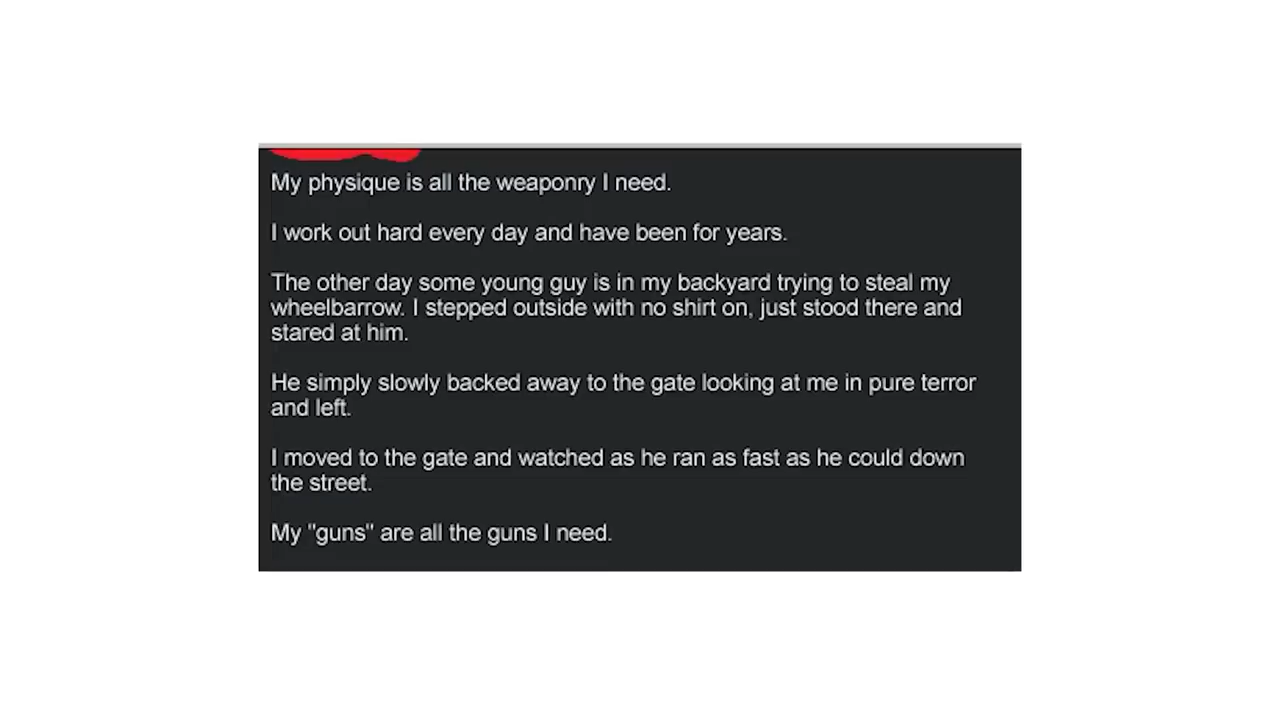 My physique is all the weaponry I need.
I work out hard every day and have been for years.
The other day some young guy is in my backyard trying to steal my
wheelbarrow. I stepped outside with no shirt on, just stood there and
stared at him.
He simply slowly backed away to the gate looking at me in pure terror
and left.
I moved to the gate and watched as he ran as fast as he could down
the street.
My "guns" are all the guns I need.